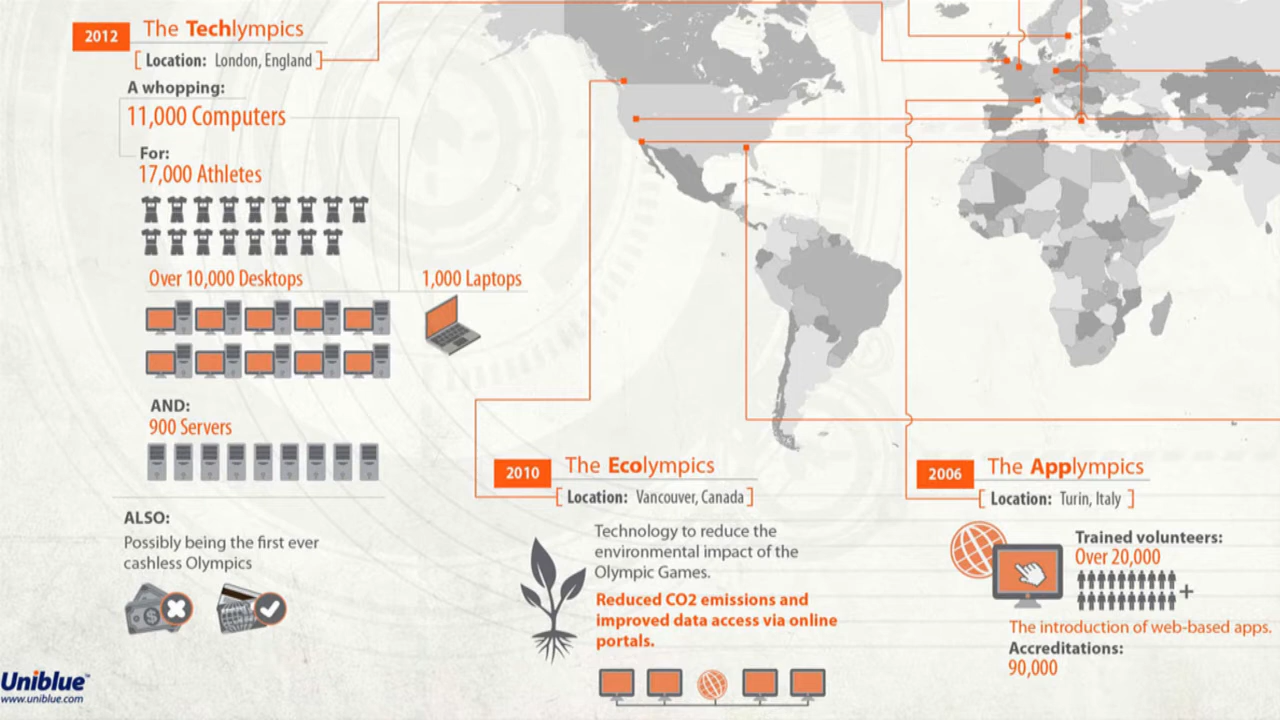 2012
The Techlympics
[ Location: London, England ]
A whopping:
11,000 Computers
For:
17,000 Athletes
Over 10,000 Desktops
1,000 Laptops
AND:
900 Servers
ALSO:
Possibly being the first ever
cashless Olympics
Uniblue™
www.uniblue.com
2010
The Ecolympics
[ Location: Vancouver, Canada ]
Technology to reduce the
environmental impact of the
Olympic Games.
Reduced CO2 emissions and
improved data access via online
portals.
2006
The Applympics
[ Location: Turin, Italy ]
Trained volunteers:
Over 20,000
+
The introduction of web-based apps.
Accreditations:
90,000